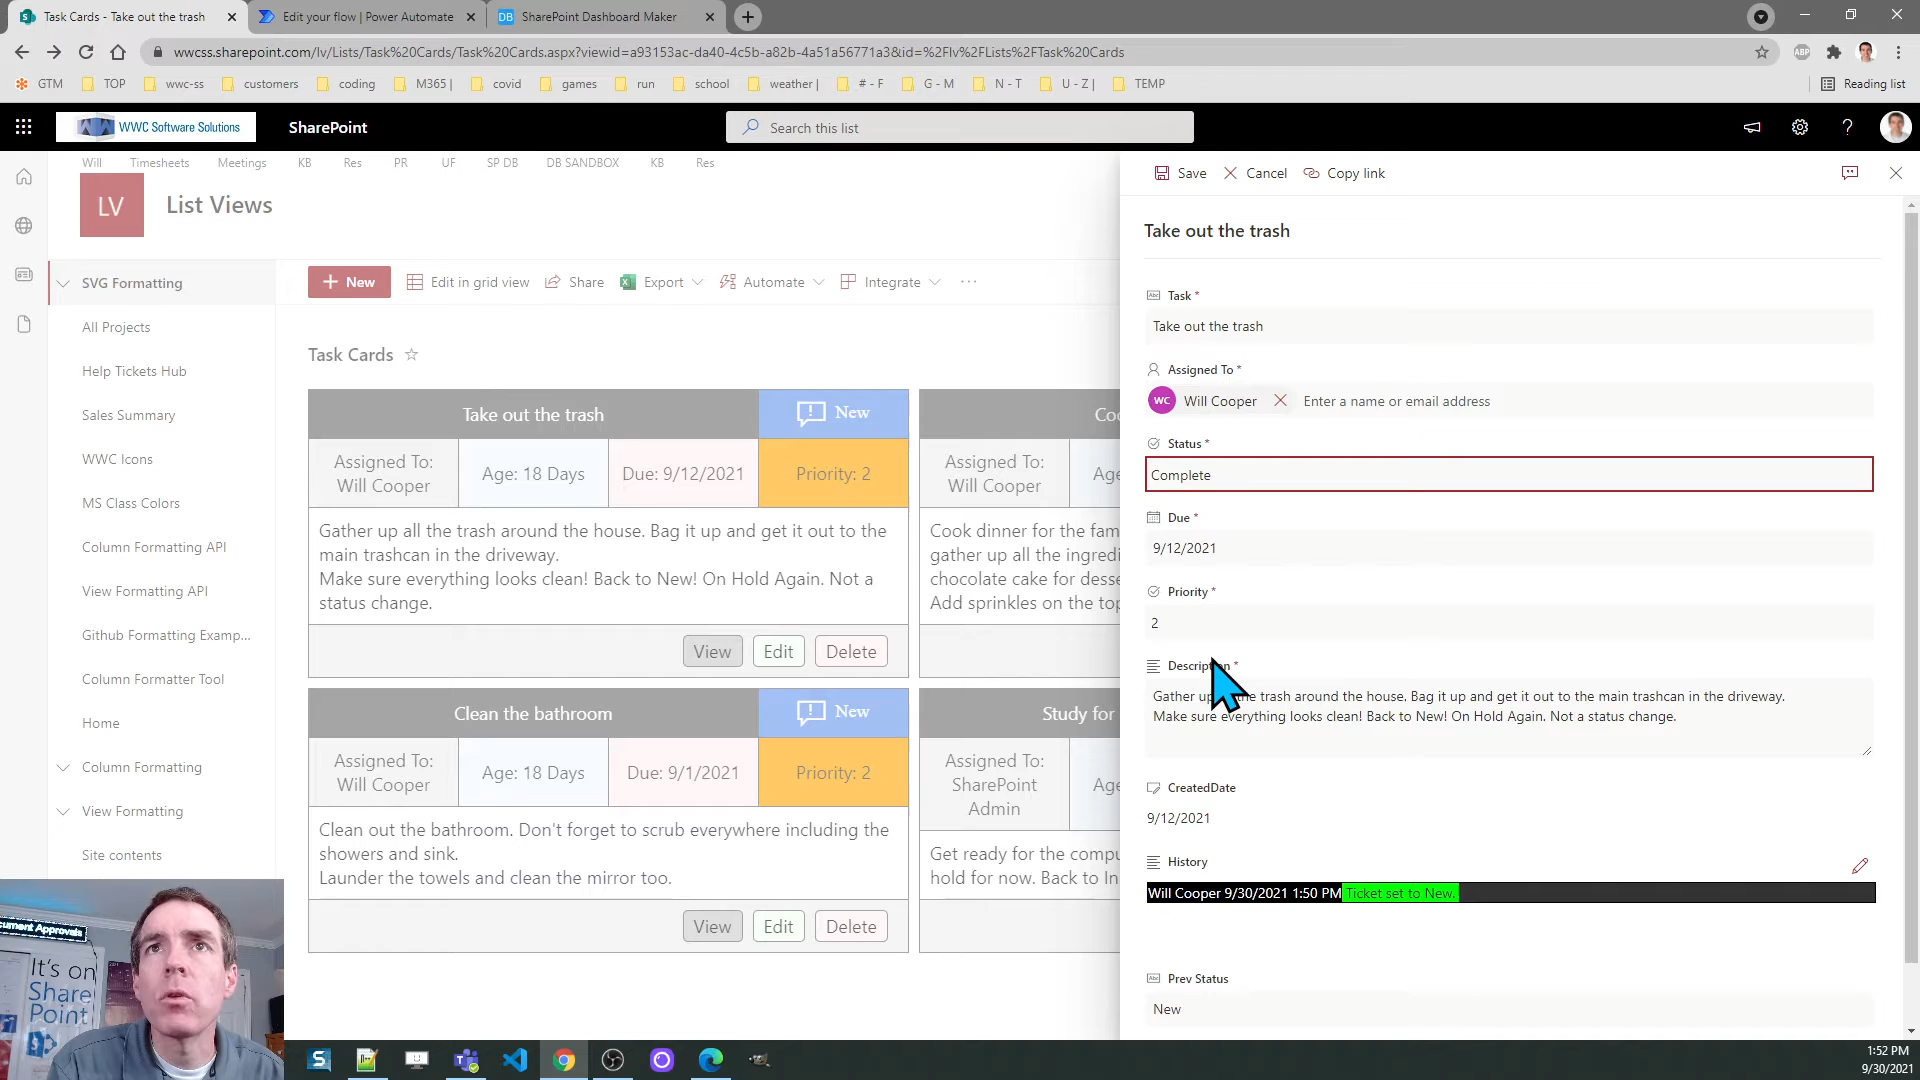 Task Cards - Take out the trash
Edit your flow | Power Automate
SharePoint Dashboard Maker
wwcss.sharepoint.com/lv/Lists/Task%20Cards/Task%20Cards.aspx?viewid=a93153ac-da40-4c5b-a82b-4a51a56771a3&id=%2Flv%2FLists%2FTask%20Cards
GTM TOP wwc-ss customers coding M365 | covid games run school weather | # - F G - M N - T U - Z | TEMP Reading list
WWC Software Solutions SharePoint Search this list
Will Timesheets Meetings KB Res PR UF SP DB DB SANDBOX KB Res
LV List Views
SVG Formatting
All Projects
Help Tickets Hub
Sales Summary
WWC Icons
MS Class Colors
Column Formatting API
View Formatting API
Github Formatting Examp...
Column Formatter Tool
Home
Column Formatting
View Formatting
Site contents
New Edit in grid view Share Export Automate Integrate ...
Task Cards
Take out the trash New
Assigned To: Will Cooper Age: 18 Days Due: 9/12/2021 Priority: 2
Gather up all the trash around the house. Bag it up and get it out to the
main trashcan in the driveway.
Make sure everything looks clean! Back to New! On Hold Again. Not a
status change.
View Edit Delete
Clean the bathroom New
Assigned To: Will Cooper Age: 18 Days Due: 9/1/2021 Priority: 2
Clean out the bathroom. Don't forget to scrub everywhere including the
showers and sink.
Launder the towels and clean the mirror too.
View Edit Delete
Coo
Assigned To: Will Cooper Age
Cook dinner for the fam
gather up all the ingredi
chocolate cake for desse
Add sprinkles on the top
Study for
Assigned To: SharePoint Admin Age
Get ready for the compu
hold for now. Back to In
Save Cancel Copy link
Take out the trash
Task *
Take out the trash
Assigned To *
WC Will Cooper Enter a name or email address
Status *
Complete
Due *
9/12/2021
Priority *
2
Description *
Gather up the trash around the house. Bag it up and get it out to the main trashcan in the driveway.
Make sure everything looks clean! Back to New! On Hold Again. Not a status change.
CreatedDate
9/12/2021
History
Will Cooper 9/30/2021 1:50 PM Ticket set to New.
Prev Status
New
cument Approvals
It's on
Share
Point
1:52 PM
9/30/2021